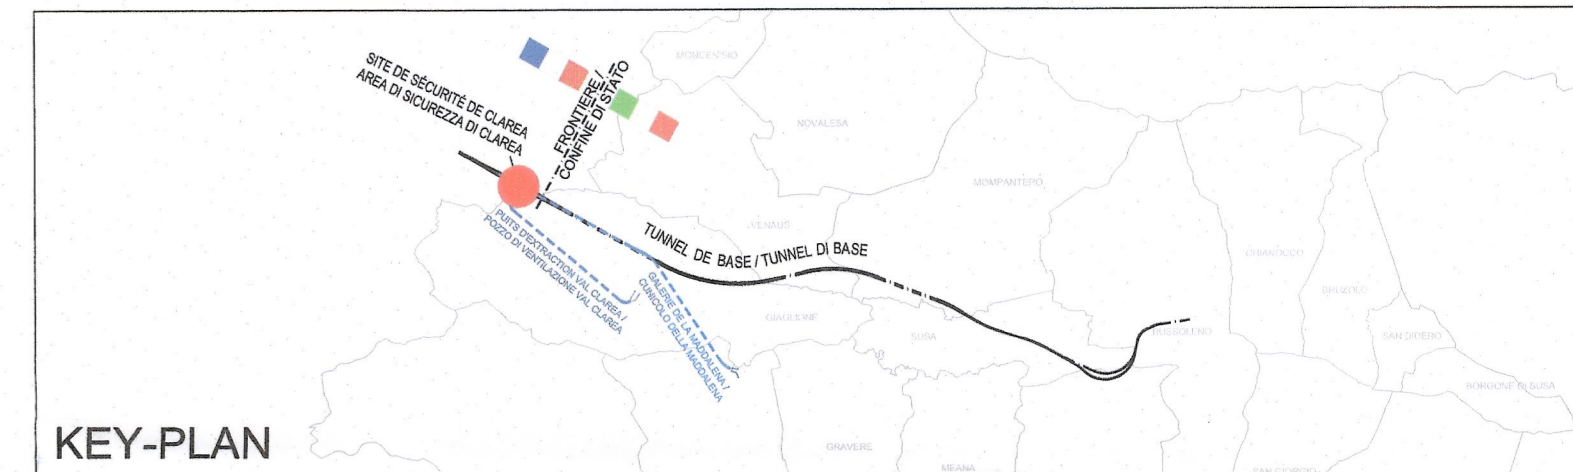 MONCENISIO
SITE DE SÉCURITÉ DE CLAREA
AREA DI SICUREZZA DI CLAREA
FRONTIERE /
CONFINE DI STATO
NOVALESA
MOMPANTERO
VENAUS
TUNNEL DE BASE / TUNNEL DI BASE
PUITS D'EXTRACTION VAL CLAREA /
POZZO DI VENTILAZIONE VAL CLAREA
GALERIE DE LA MADDALENA /
CUNICOLO DELLA MADDALENA
CHIANOCCO
BRUZOLO
GIAGLIONE
SUSA
BUSSOLENO
SAN DIDERO
BORGONE DI SUSA
KEY-PLAN
GRAVERE
MEANA
SAN GIORGIO